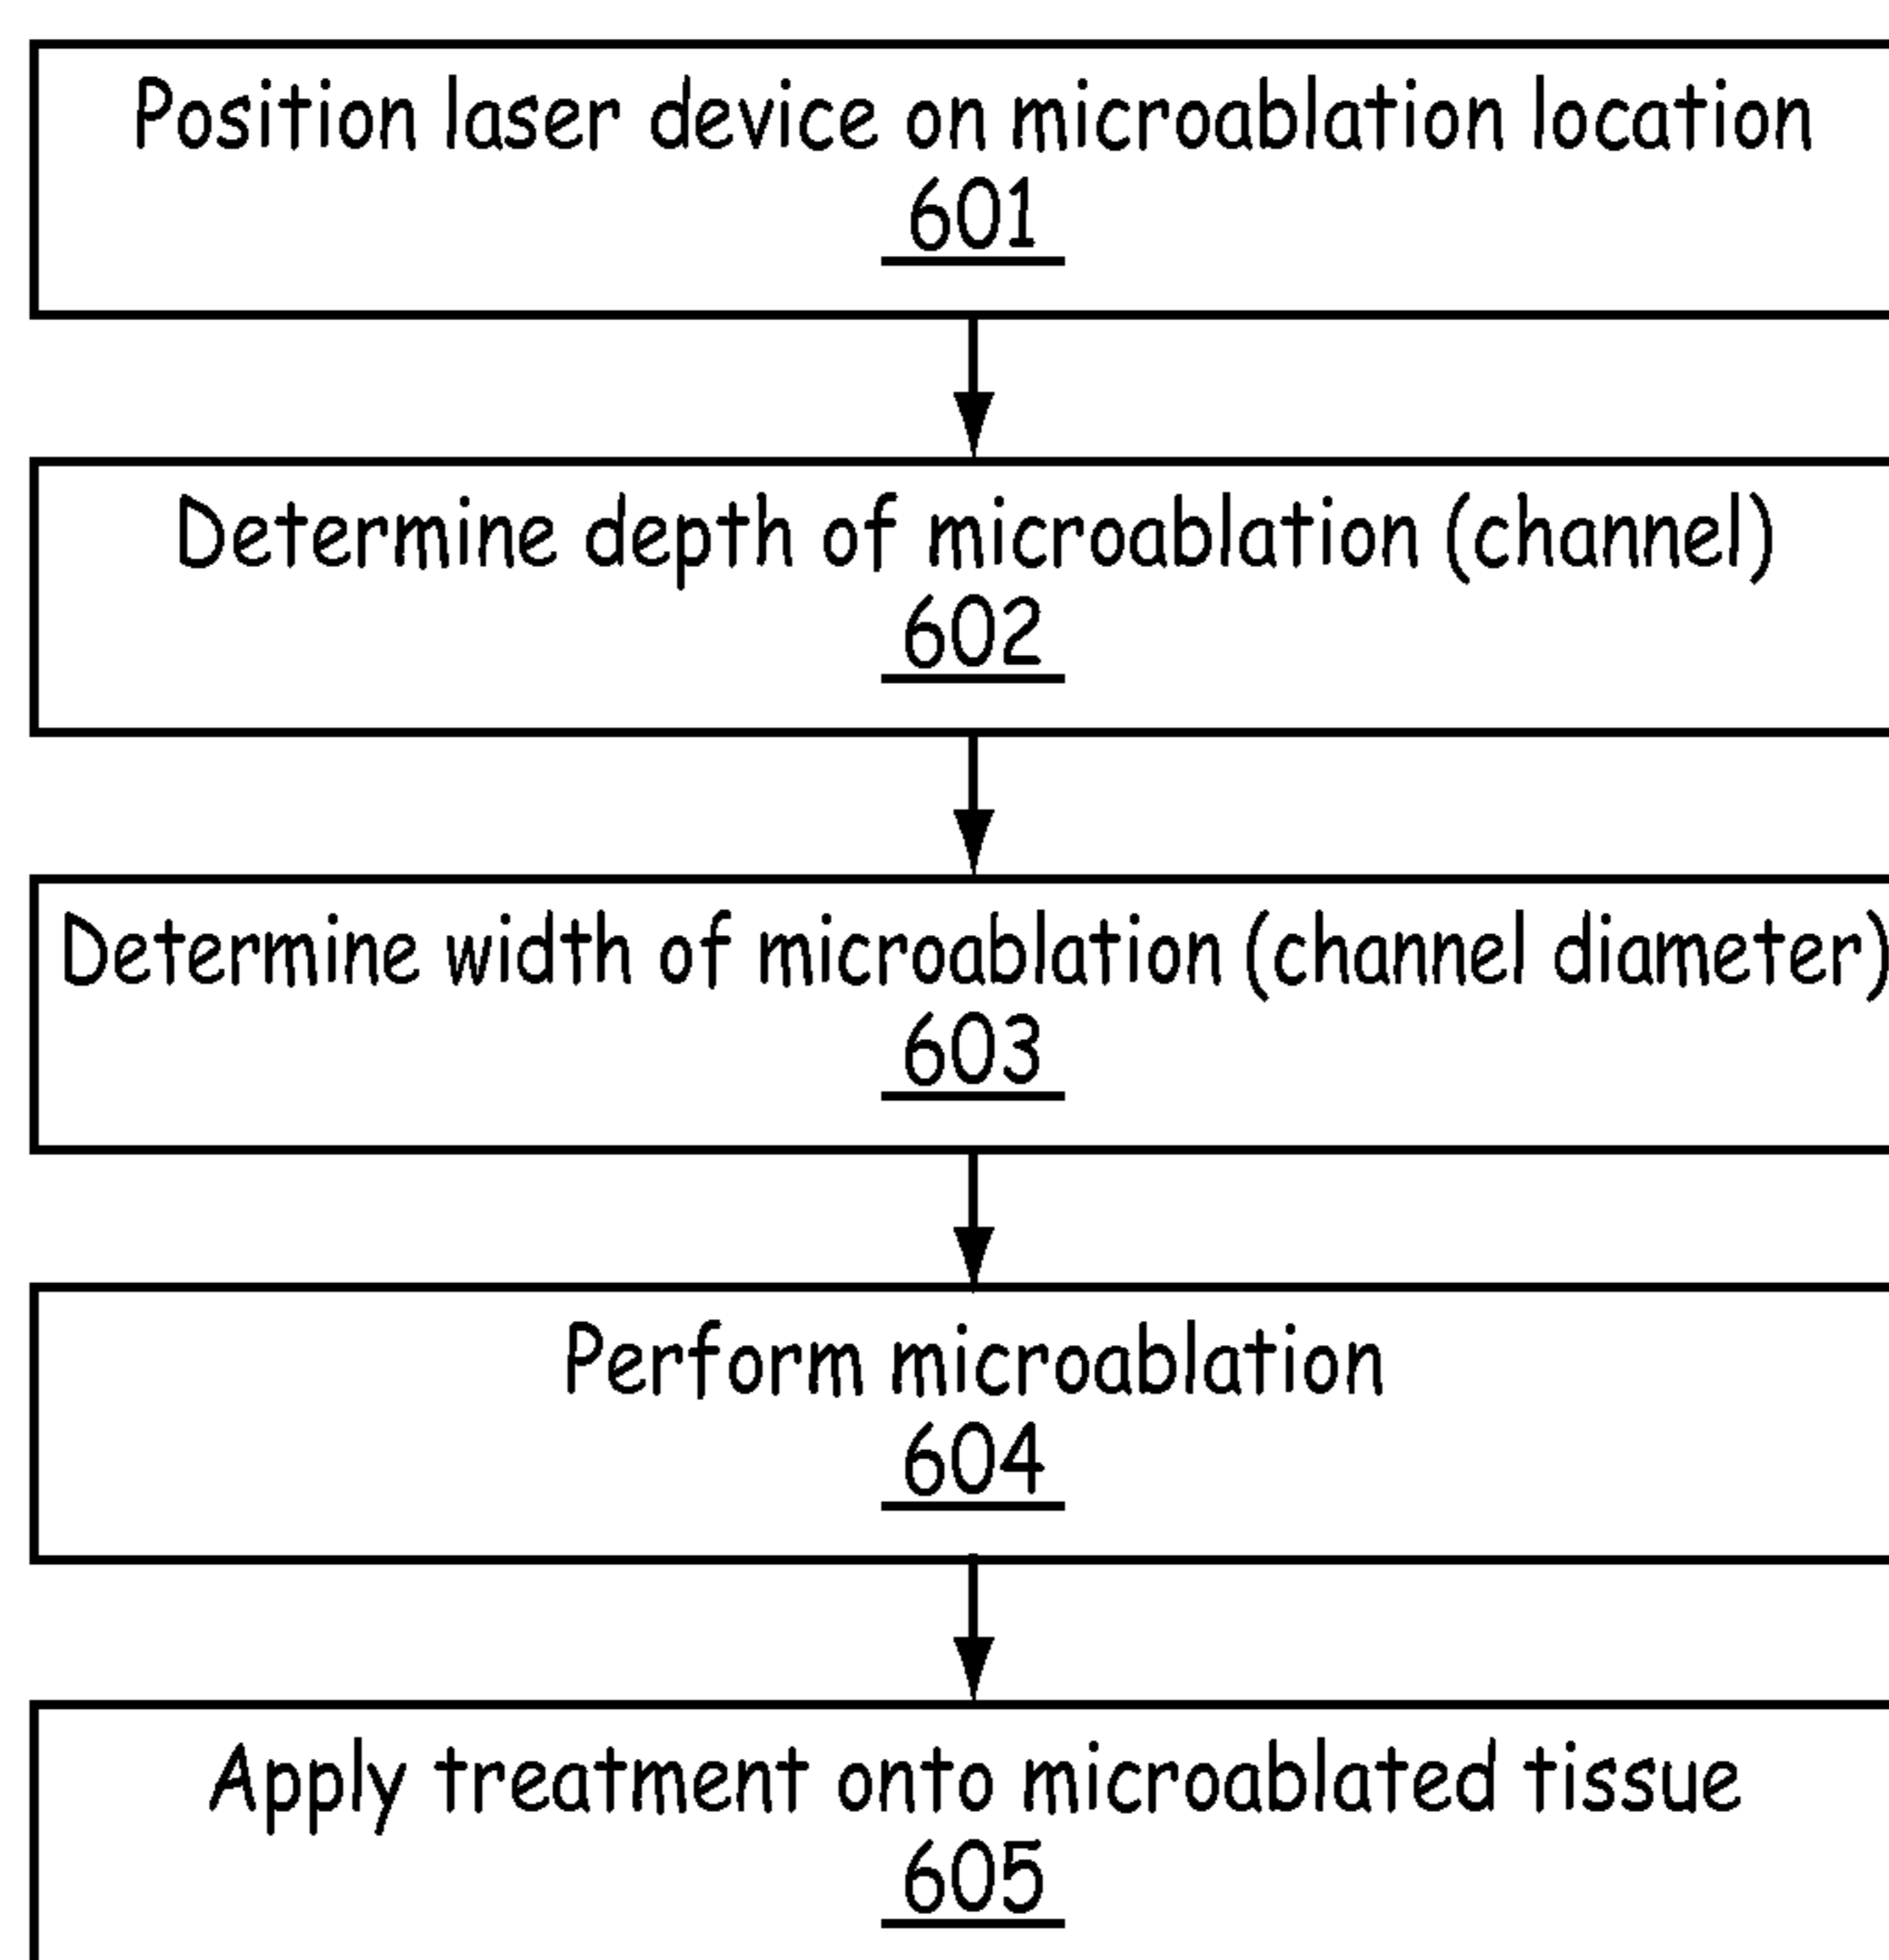 Position laser device on microablation location
601
Determine depth of microablation (channel)
602
Determine width of microablation (channel diameter)
603
Perform microablation
604
Apply treatment onto microablated tissue
605